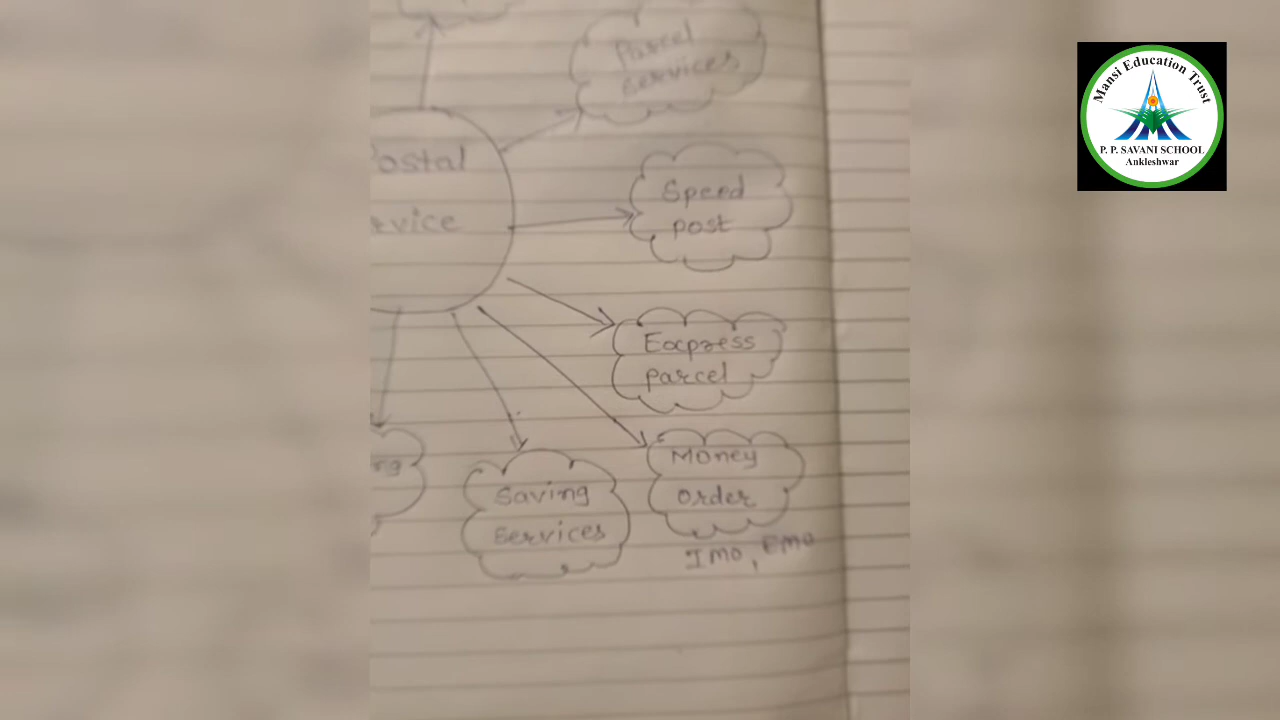 Parcel
services
ostal
rvice
Speed
post
Express
parcel
Money
order
IMO, EMO
Saving
services
ng
Mansi Education Trust
P. P. SAVANI SCHOOL
Ankleshwar